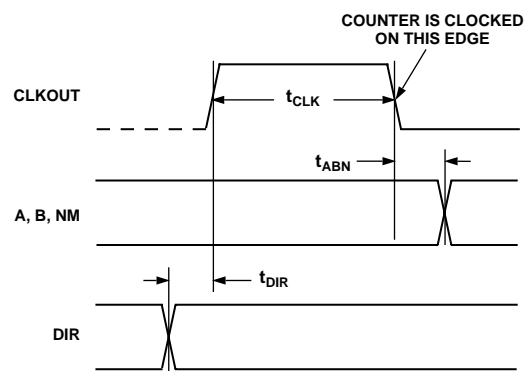 COUNTER IS CLOCKED
ON THIS EDGE
CLKOUT
tCLK
tABN
A, B, NM
tDIR
DIR